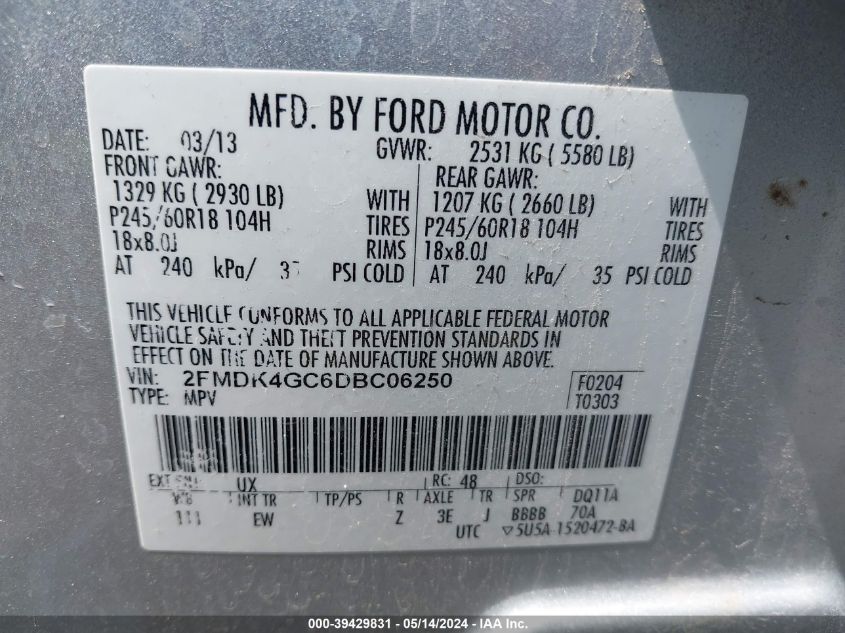 MFD. BY FORD MOTOR CO.
DATE: 03/13 GVWR: 2531 KG ( 5580 LB)
FRONT GAWR: REAR GAWR:
1329 KG ( 2930 LB) WITH 1207 KG ( 2660 LB) WITH
P245/60R18 104H TIRES P245/60R18 104H TIRES
18x8.0J RIMS 18x8.0J RIMS
AT 240 kPa/ PSI COLD AT 240 kPa/ 35 PSI COLD
THIS VEHICLE CONFORMS TO ALL APPLICABLE FEDERAL MOTOR
VEHICLE SAFETY AND THEFT PREVENTION STANDARDS IN
EFFECT ON THE DATE OF MANUFACTURE SHOWN ABOVE.
VIN: 2FMDK4GC6DBC06250 F0204
TYPE: MPV T0303
EXT UX RC: 48 DSO:
WB INT TR TP/PS R AXLE TR SPR DQ11A
EW Z 3E J BBBB 70A
UTC ▽5U5A-1520472-BA
000-39429831 - 05/14/2024 - IAA Inc.